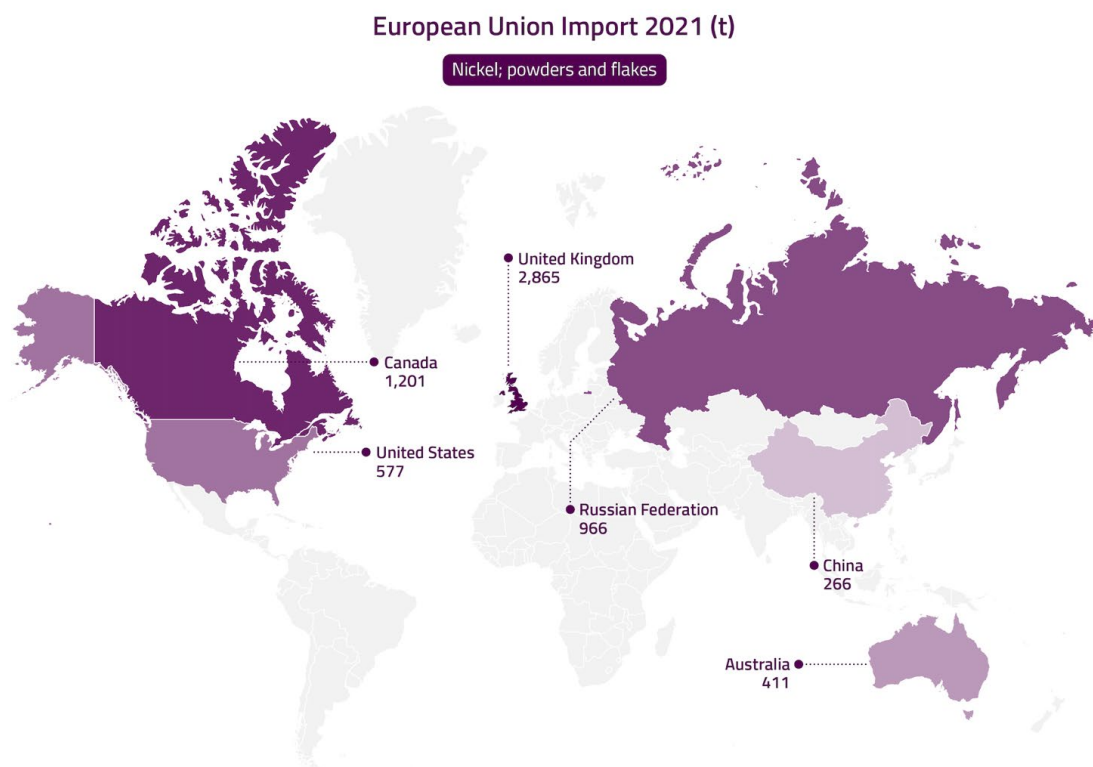 European Union Import 2021 (t)
Nickel; powders and flakes
United Kingdom
2,865
Canada
1,201
United States
577
Russian Federation
966
China
266
Australia
411